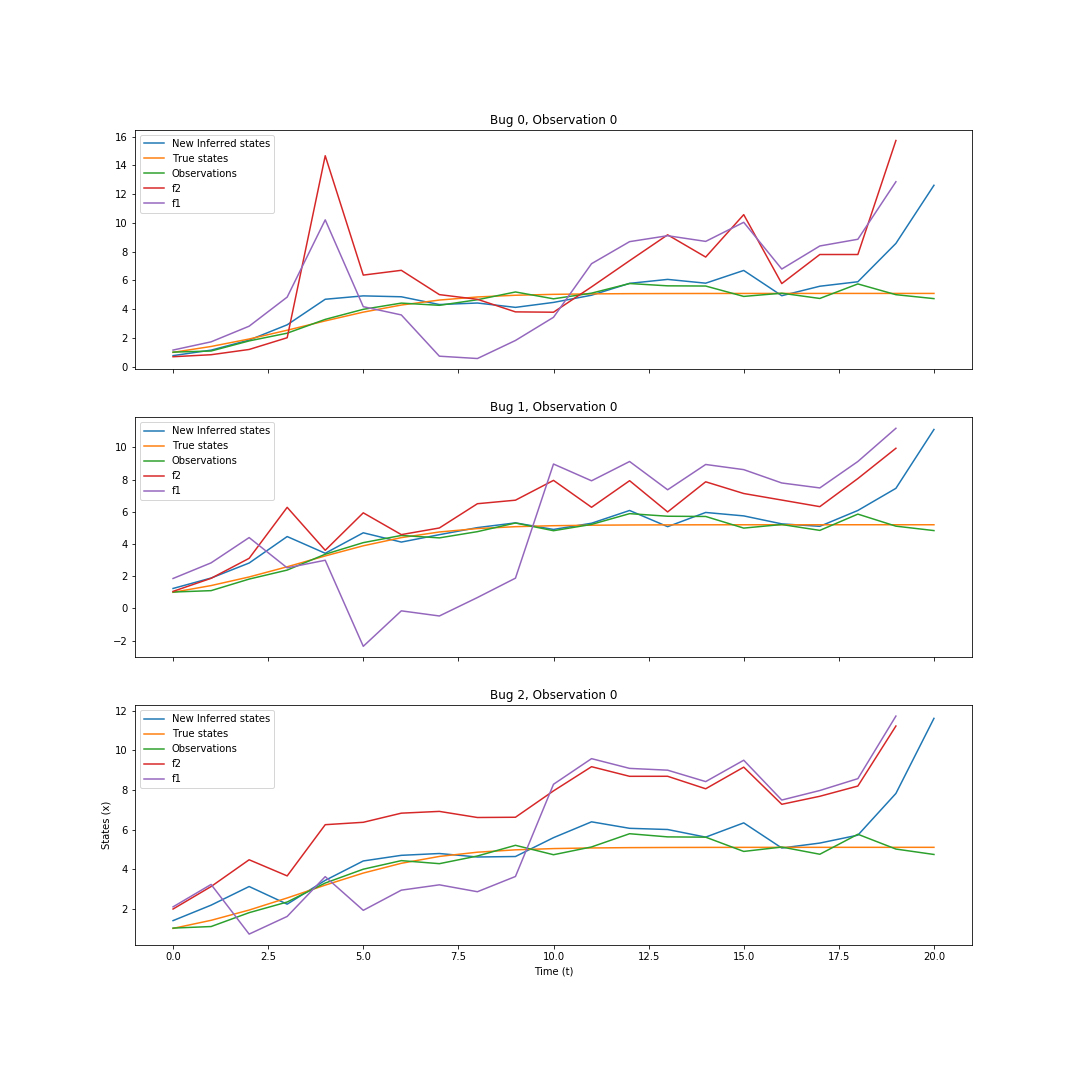 Bug 0, Observation 0
16
14
12
10
8
6
4
2
0
New Inferred states
True states
Observations
f2
f1
Bug 1, Observation 0
10
8
6
4
2
0
−2
New Inferred states
True states
Observations
f2
f1
Bug 2, Observation 0
12
10
8
6
4
2
States (x)
New Inferred states
True states
Observations
f2
f1
0.0 2.5 5.0 7.5 10.0 12.5 15.0 17.5 20.0
Time (t)